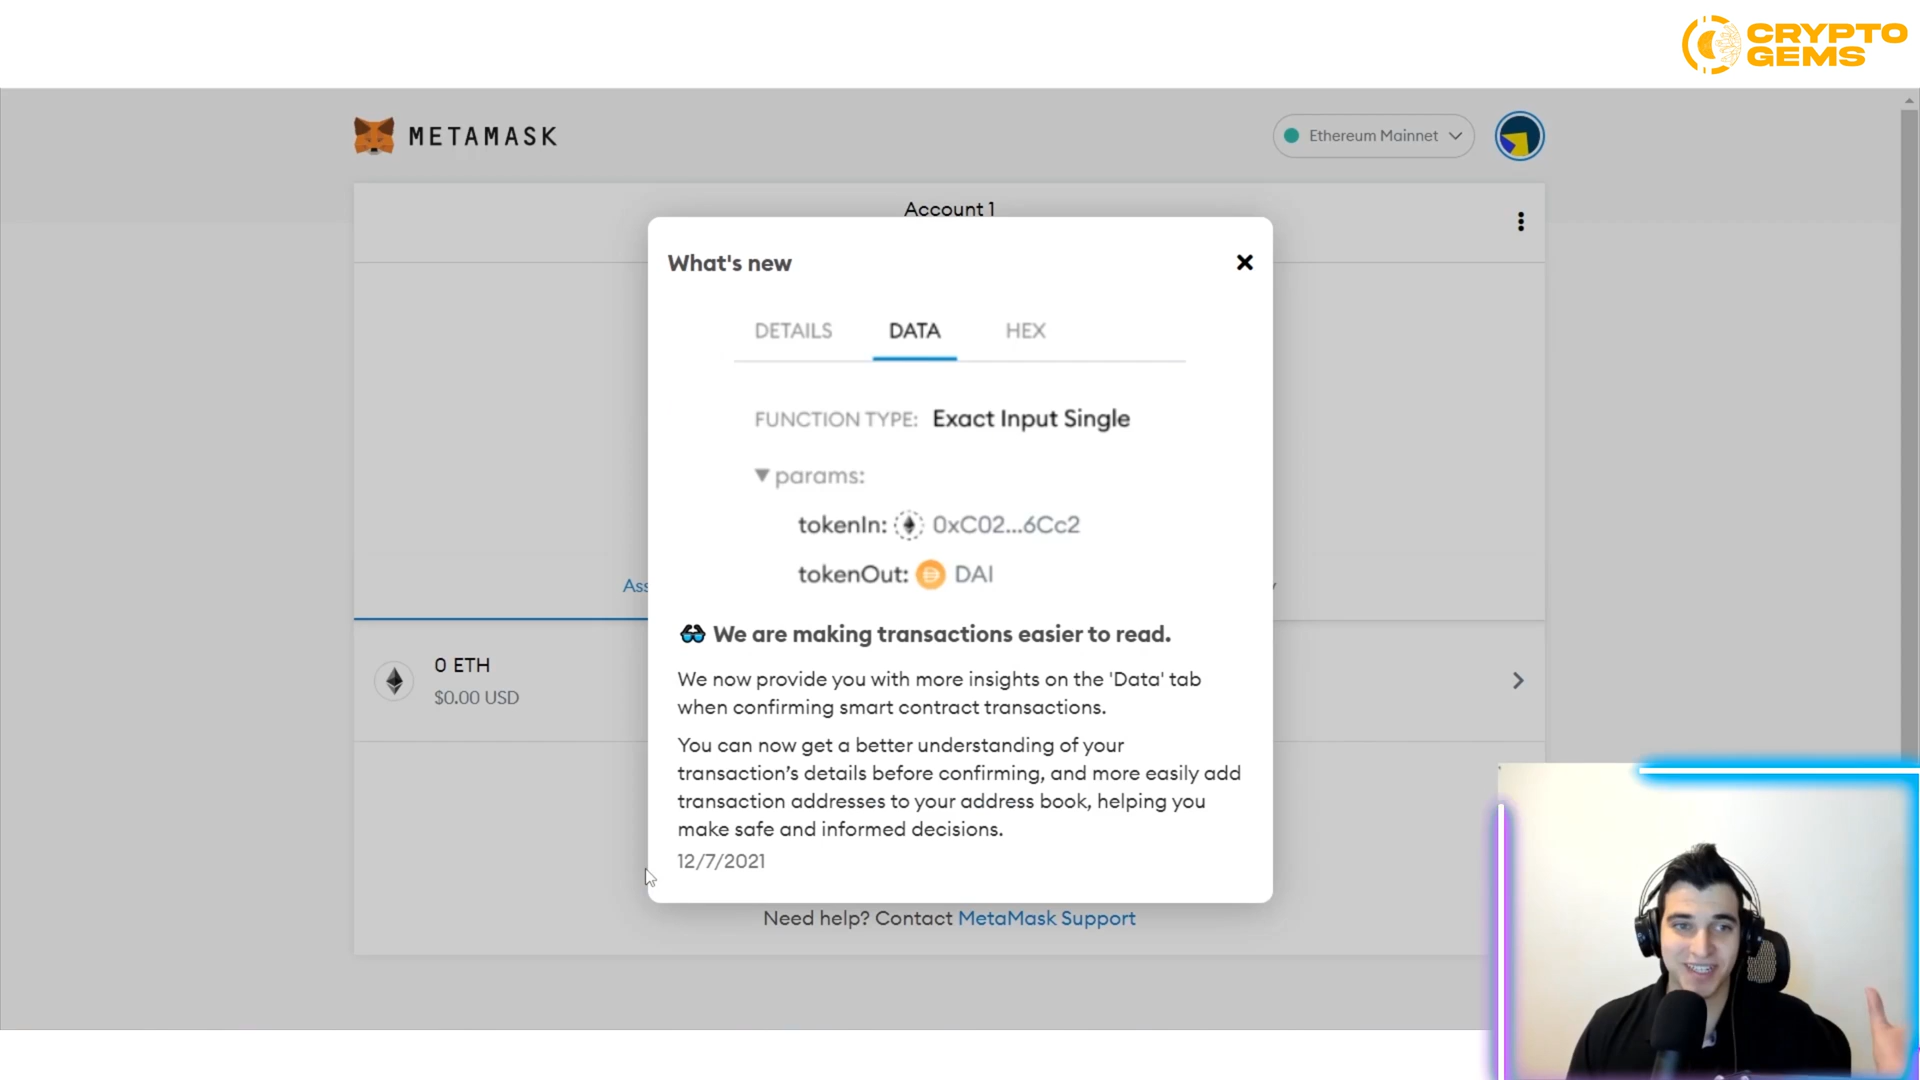 CRYPTO
GEMS
METAMASK
Ethereum Mainnet
Account 1
What's new
DETAILS DATA HEX
FUNCTION TYPE: Exact Input Single
params:
tokenIn: 0xC02...6Cc2
tokenOut: DAI
Ass
We are making transactions easier to read.
0 ETH
$0.00 USD
We now provide you with more insights on the 'Data' tab
when confirming smart contract transactions.
You can now get a better understanding of your
transaction’s details before confirming, and more easily add
transaction addresses to your address book, helping you
make safe and informed decisions.
12/7/2021
Need help? Contact MetaMask Support